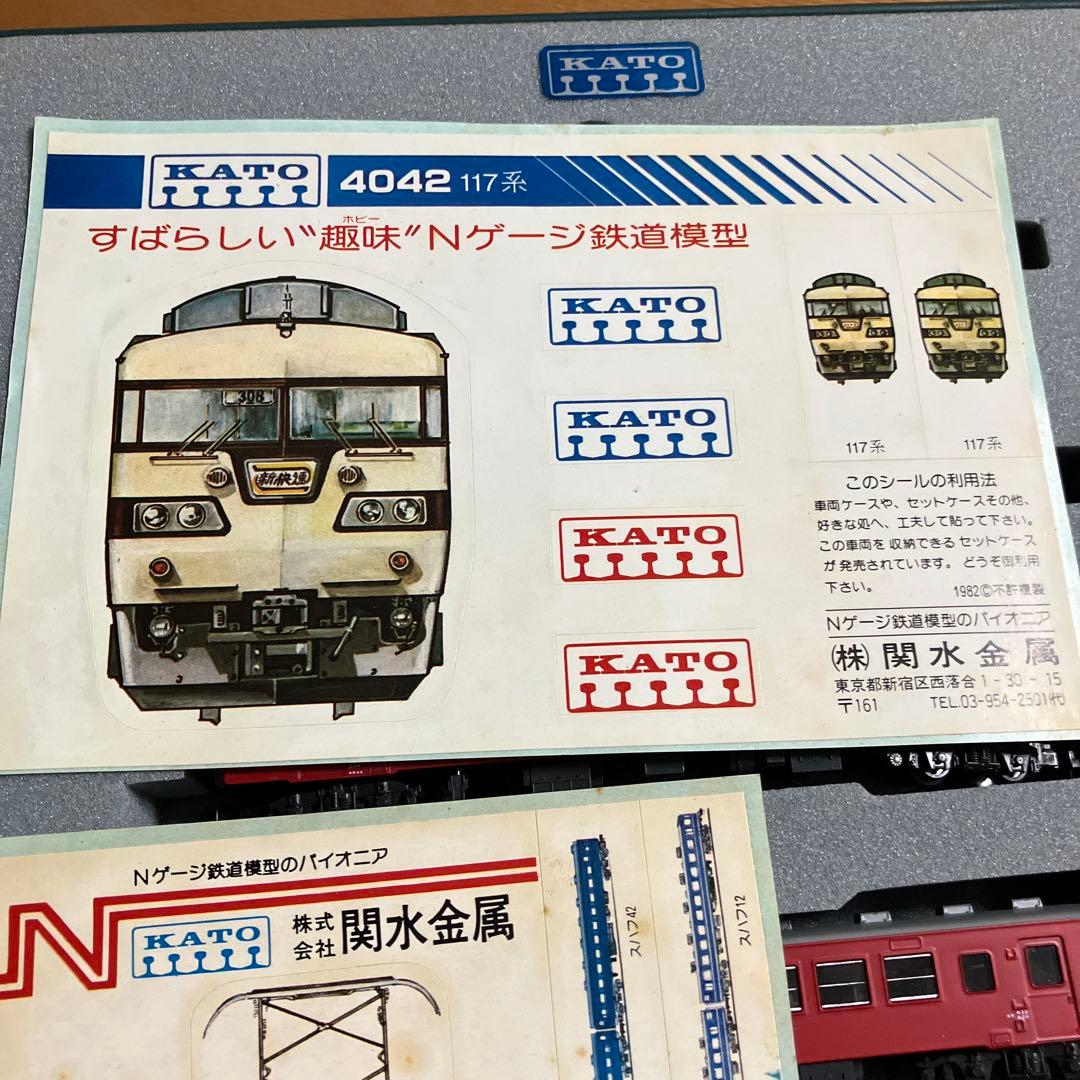 KATO
KATO 4042 117系
ホビー
すばらしい"趣味"Nゲージ鉄道模型
308
新快速
KATO
KATO
KATO
KATO
117系
117系
このシールの利用法
車両ケースや、セットケースその他、
好きな処へ、工夫して貼って下さい。
この車両を収納できるセットケース
が発売されています。どうぞ御利用
下さい。
1982©不許複製
Nゲージ鉄道模型のパイオニア
(株)関水金属
東京都新宿区西落合1-30-15
〒161 TEL.03-954-2501(代)
Nゲージ鉄道模型のパイオニア
N
KATO
株式会社 関水金属
スハフ42
スハフ12